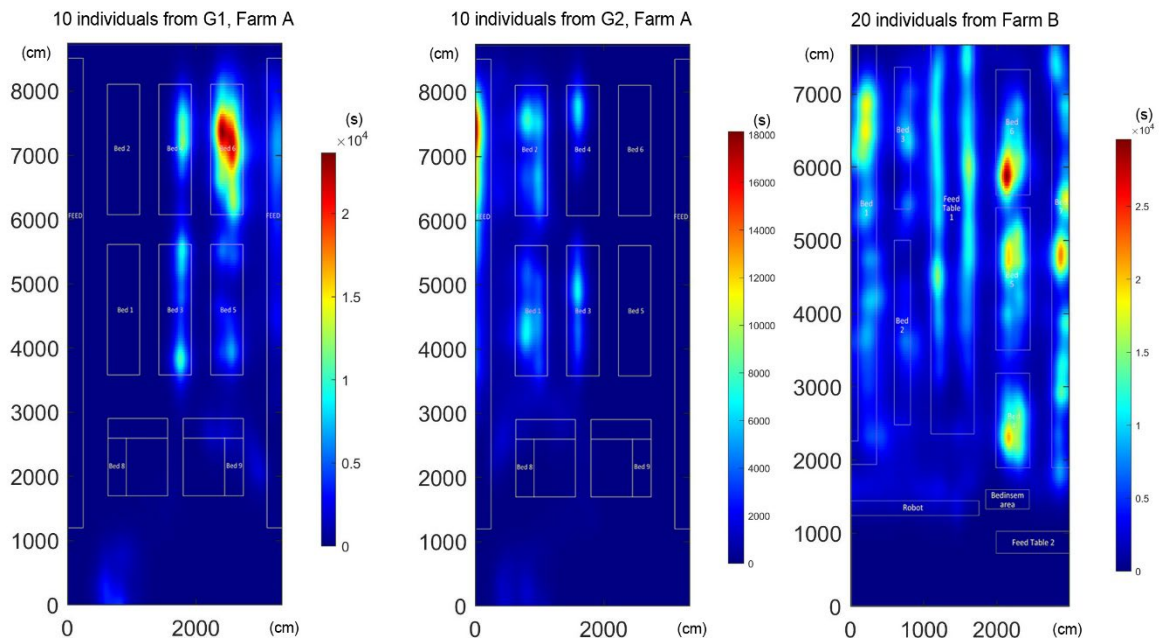 10 individuals from G1, Farm A
(cm)
8000
7000
6000
5000
4000
3000
2000
1000
0
0
2000
(cm)
FEED
Bed 2
Bed 6
FEED
Bed 1
Bed 3
Bed 5
Bed 8
Bed 9
(s)
×10⁴
2
1.5
1
0.5
0
10 individuals from G2, Farm A
(cm)
8000
7000
6000
5000
4000
3000
2000
1000
0
0
2000
(cm)
FEED
Bed 2
Bed 4
Bed 6
FEED
Bed 1
Bed 3
Bed 5
Bed 8
Bed 9
(s)
18000
16000
14000
12000
10000
8000
6000
4000
2000
0
20 individuals from Farm B
(cm)
7000
6000
5000
4000
3000
2000
1000
0
0
1000
2000
3000
(cm)
Bed
3
Bed
6
Bed
1
Feed
Table
1
Bed
5
Bed
2
Robot
Bedinsem
area
Feed Table 2
(s)
×10⁴
2.5
2
1.5
1
0.5
0